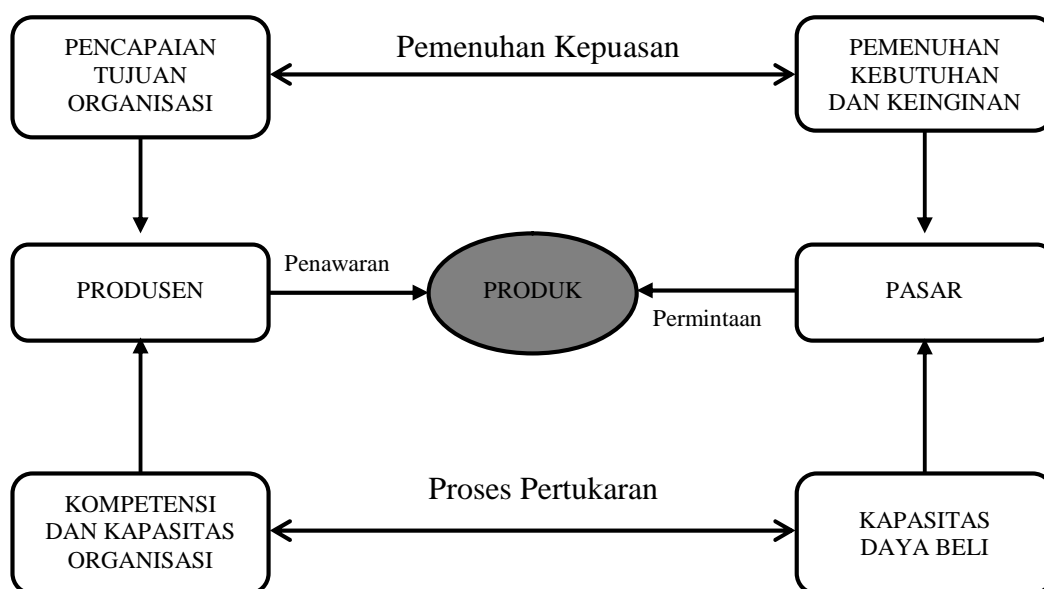 PENCAPAIAN
TUJUAN
ORGANISASI
Pemenuhan Kepuasan
PEMENUHAN
KEBUTUHAN
DAN KEINGINAN
PRODUSEN
Penawaran
PRODUK
Permintaan
PASAR
KOMPETENSI
DAN KAPASITAS
ORGANISASI
Proses Pertukaran
KAPASITAS
DAYA BELI